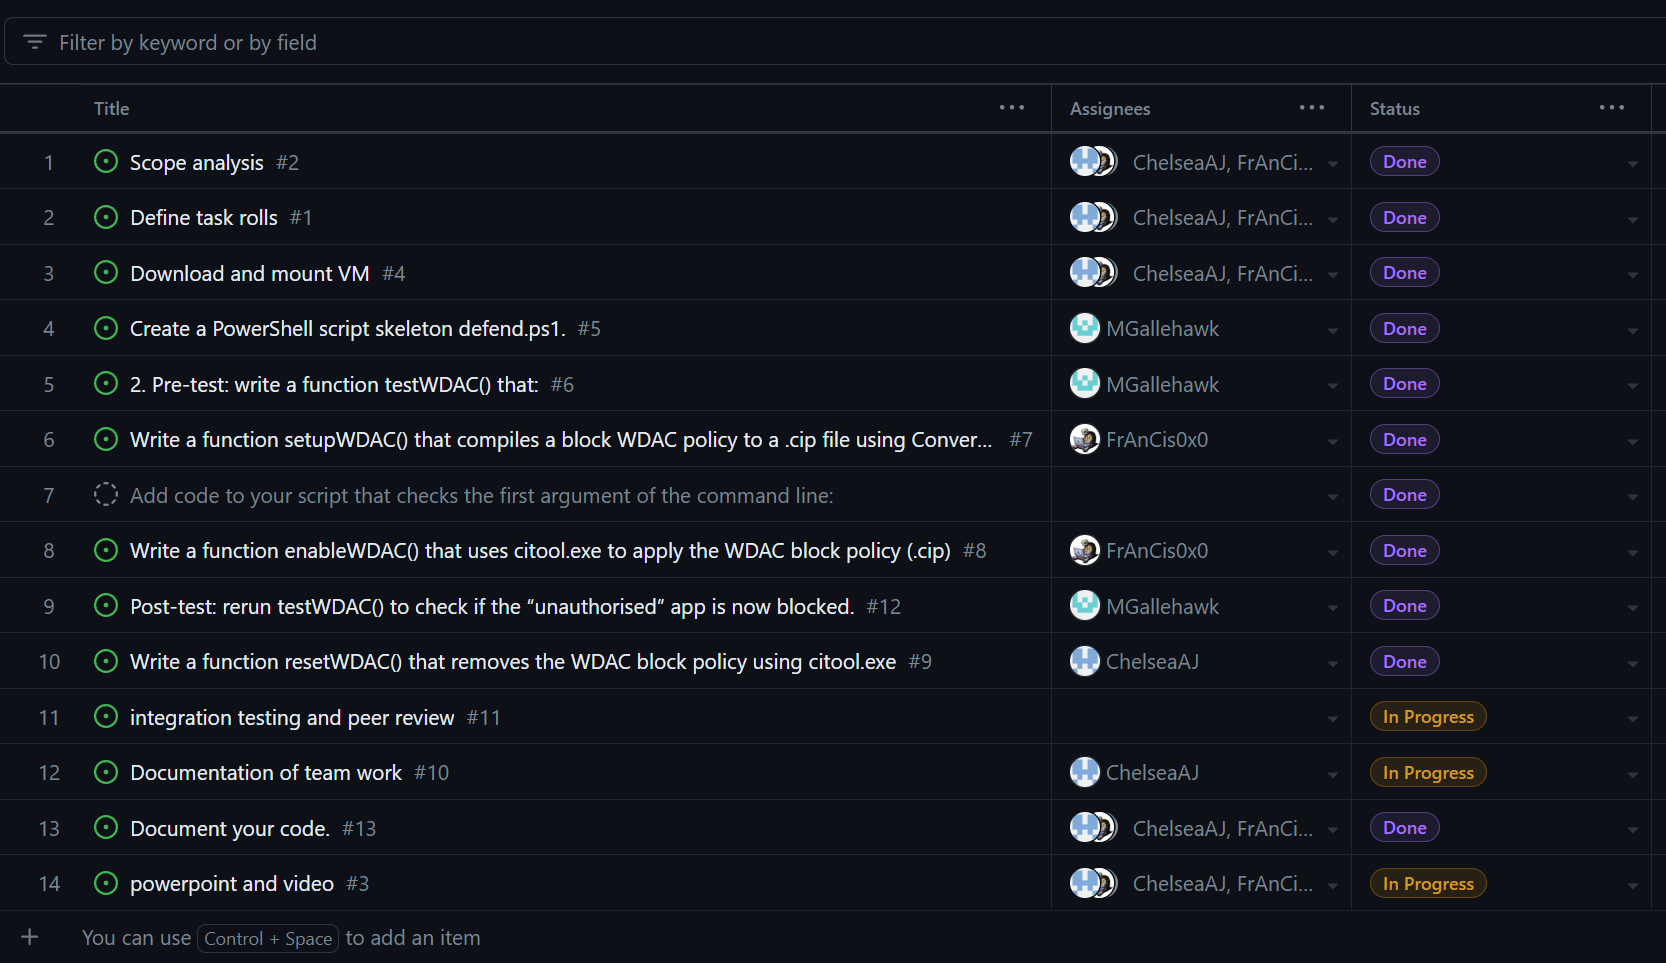 Filter by keyword or by field
Title ... Assignees ... Status ...
1 Scope analysis #2 ChelseaAJ, FrAnCi... Done
2 Define task rolls #1 ChelseaAJ, FrAnCi... Done
3 Download and mount VM #4 ChelseaAJ, FrAnCi... Done
4 Create a PowerShell script skeleton defend.ps1. #5 MGallehawk Done
5 2. Pre-test: write a function testWDAC() that: #6 MGallehawk Done
6 Write a function setupWDAC() that compiles a block WDAC policy to a .cip file using Conver... #7 FrAnCis0x0 Done
7 Add code to your script that checks the first argument of the command line: Done
8 Write a function enableWDAC() that uses citool.exe to apply the WDAC block policy (.cip) #8 FrAnCis0x0 Done
9 Post-test: rerun testWDAC() to check if the “unauthorised” app is now blocked. #12 MGallehawk Done
10 Write a function resetWDAC() that removes the WDAC block policy using citool.exe #9 ChelseaAJ Done
11 integration testing and peer review #11 In Progress
12 Documentation of team work #10 ChelseaAJ In Progress
13 Document your code. #13 ChelseaAJ, FrAnCi... Done
14 powerpoint and video #3 ChelseaAJ, FrAnCi... In Progress
+ You can use Control + Space to add an item